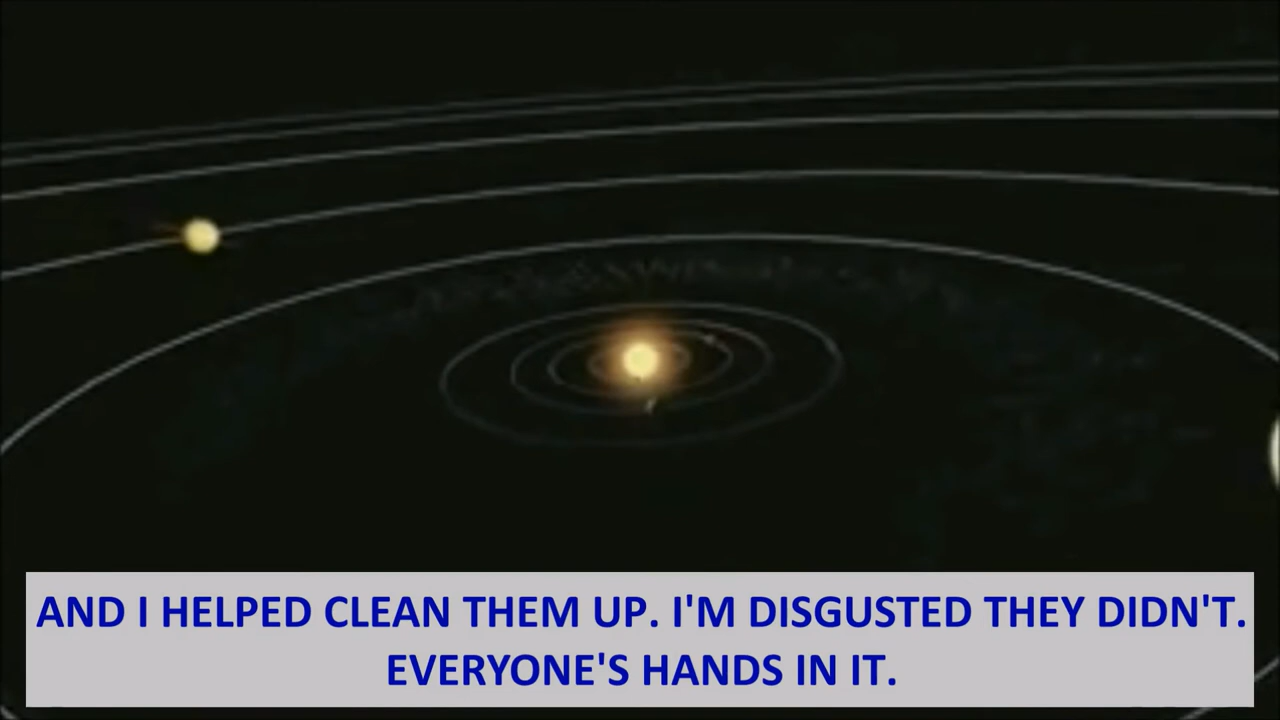 AND I HELPED CLEAN THEM UP. I'M DISGUSTED THEY DIDN'T.
EVERYONE'S HANDS IN IT.